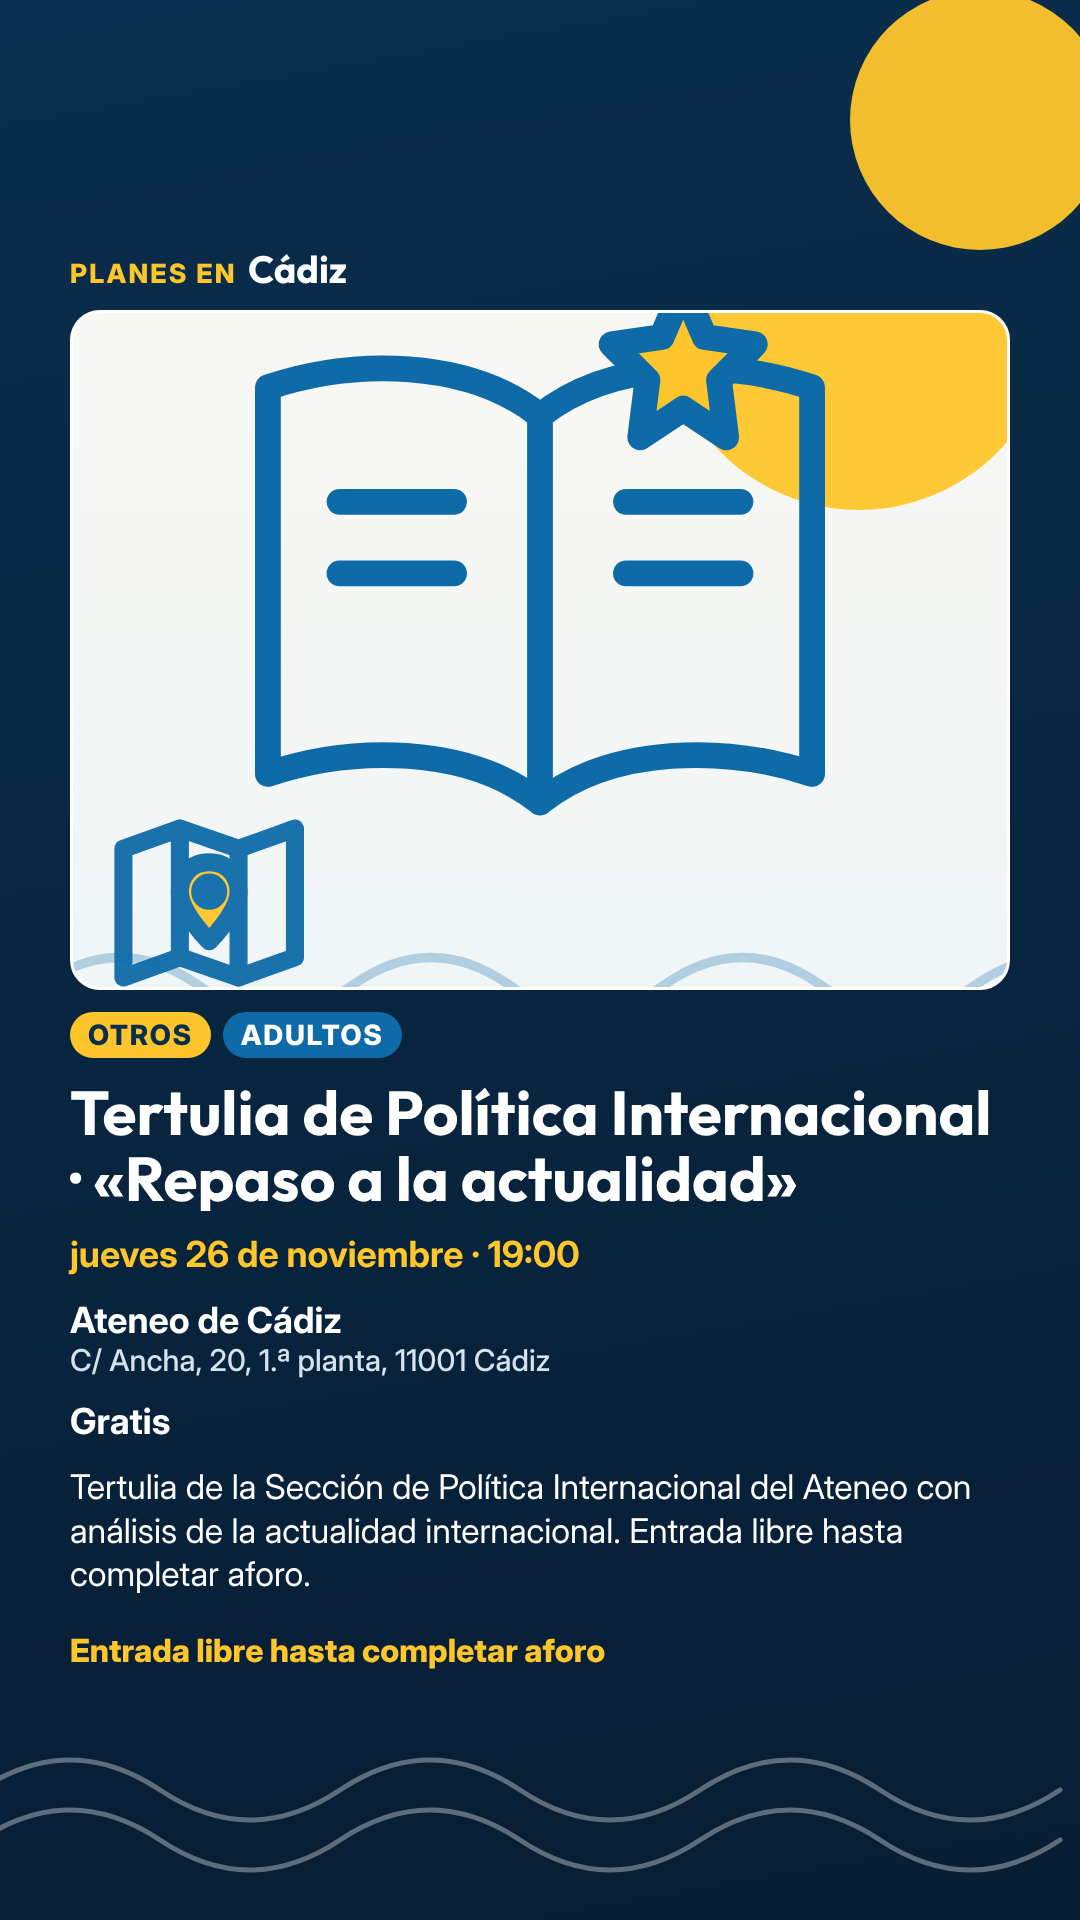 PLANES EN Cádiz
OTROS ADULTOS
Tertulia de Política Internacional
· «Repaso a la actualidad»
jueves 26 de noviembre · 19:00
Ateneo de Cádiz
C/ Ancha, 20, 1.ª planta, 11001 Cádiz
Gratis
Tertulia de la Sección de Política Internacional del Ateneo con
análisis de la actualidad internacional. Entrada libre hasta
completar aforo.
Entrada libre hasta completar aforo